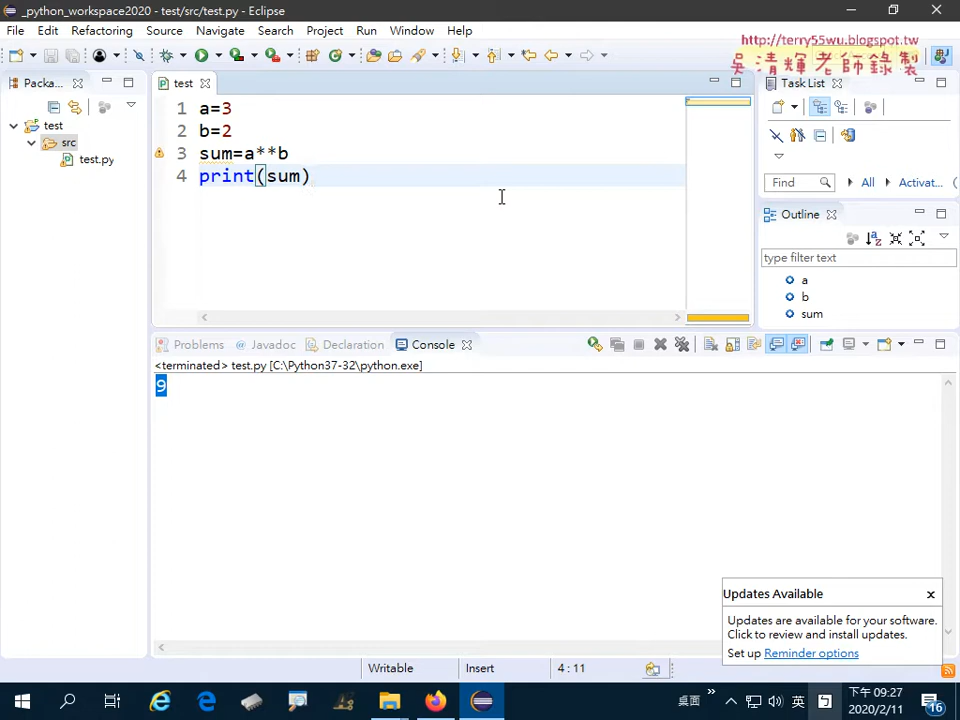 _python_workspace2020 - test/src/test.py - Eclipse
File Edit Refactoring Source Navigate Search Project Run Window Help
http://terry55wu.blogspot.tw
吳清輝老師錄製
Packa...
test
src
test.py
test
1 a=3
2 b=2
3 sum=a**b
4 print(sum)
Task List
Find
All
Activat...
Outline
type filter text
a
b
sum
Problems
@ Javadoc
Declaration
Console
<terminated> test.py [C:\Python37-32\python.exe]
9
Updates Available
Updates are available for your software.
Click to review and install updates.
Set up Reminder options
Writable
Insert
4 : 11
桌面
英
下午 09:27
2020/2/11
16